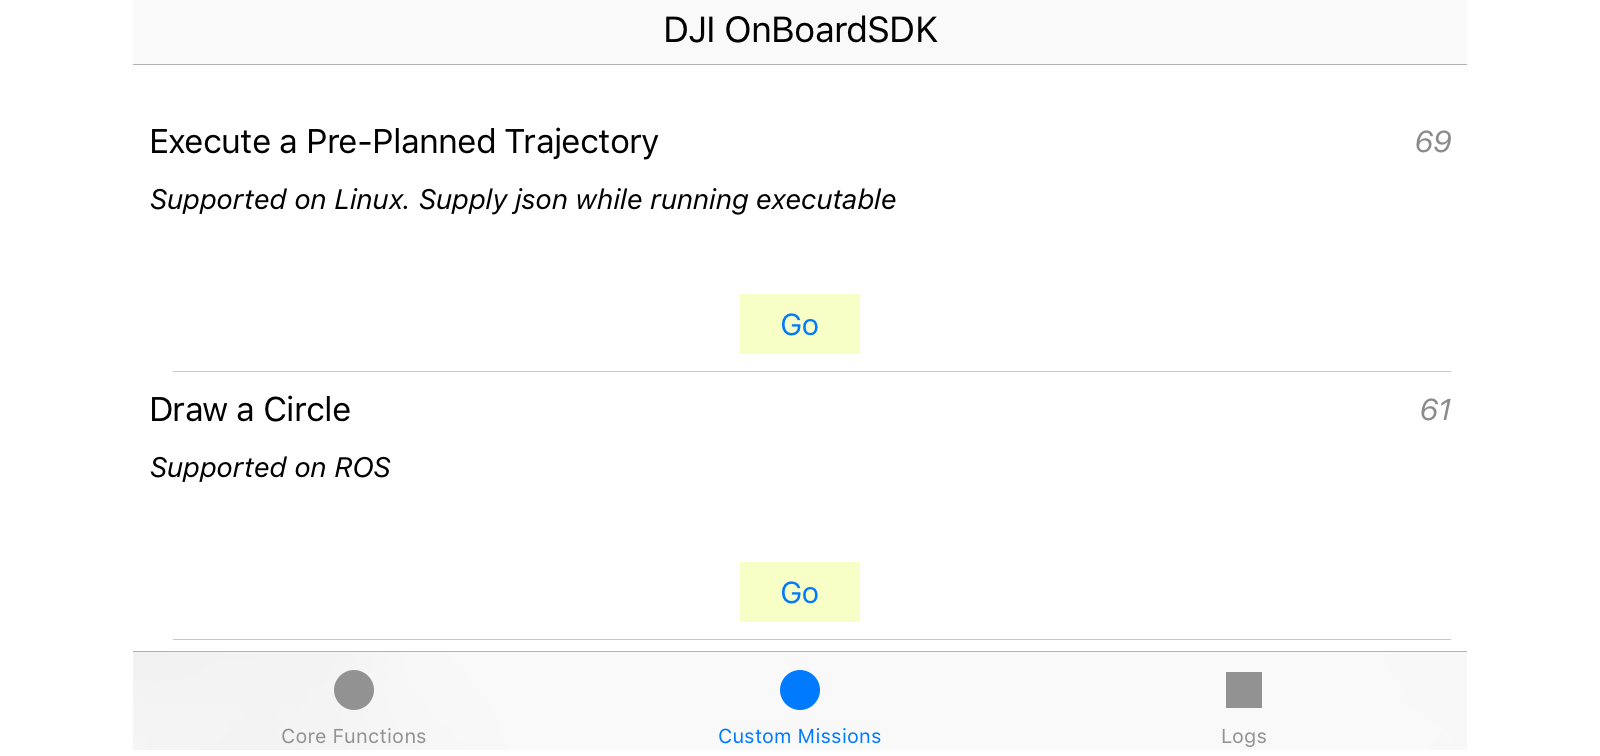 DJI OnBoardSDK
Execute a Pre-Planned Trajectory 69
Supported on Linux. Supply json while running executable
Go
Draw a Circle 61
Supported on ROS
Go
Core Functions Custom Missions Logs